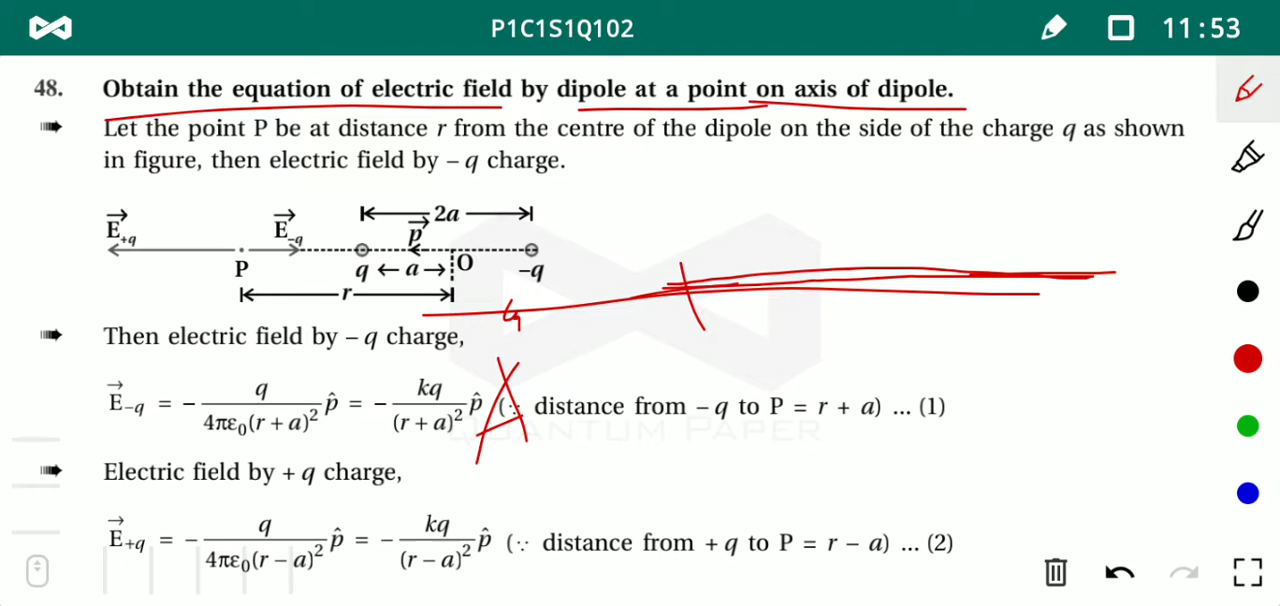 P1C1S1Q102
11:53
48. Obtain the equation of electric field by dipole at a point on axis of dipole.
Let the point P be at distance r from the centre of the dipole on the side of the charge q as shown
in figure, then electric field by – q charge.
2a
E⃗+q E⃗–q p⃗
P q a O –q
r
Then electric field by – q charge,
E⃗–q = – q/(4πε₀(r + a)²) p̂ = – kq/(r + a)² p̂ (∵ distance from – q to P = r + a) ... (1)
QUANTUM PAPER
Electric field by + q charge,
E⃗+q = – q/(4πε₀(r – a)²) p̂ = – kq/(r – a)² p̂ (∵ distance from + q to P = r – a) ... (2)